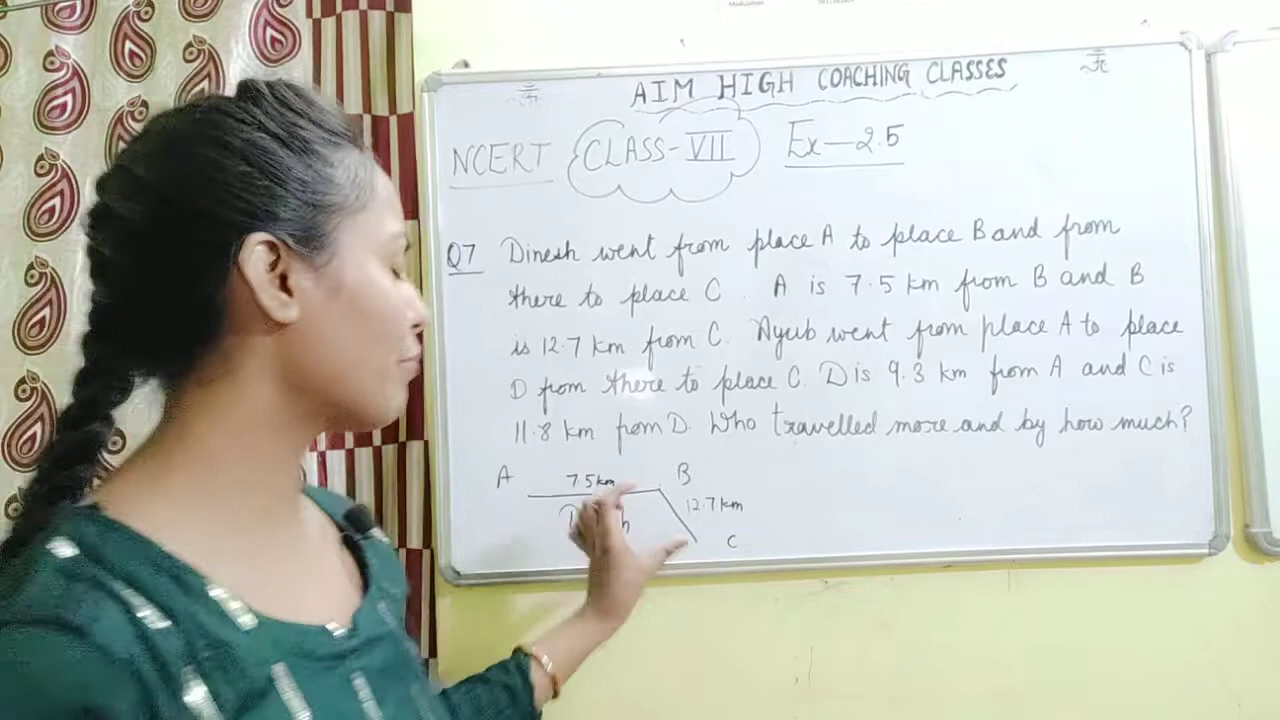 AIM HIGH COACHING CLASSES
NCERT CLASS-VII Ex-2.5
Q7 Dinesh went from place A to place B and from
there to place C. A is 7.5 km from B and B
is 12.7 km from C. Ayub went from place A to place
D from there to place C. D is 9.3 km from A and C is
11.8 km from D. Who travelled more and by how much?
A 7.5km B
12.7km
C